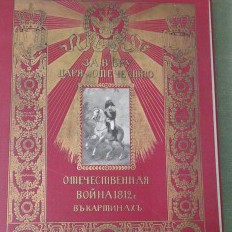 ЗА ВѢРУ
ЦАРЯ и ОТЕЧЕСТВО
ОТЕЧЕСТВЕННАЯ
ВОЙНА 1812 г.
ВЪ КАРТИНАХЪ